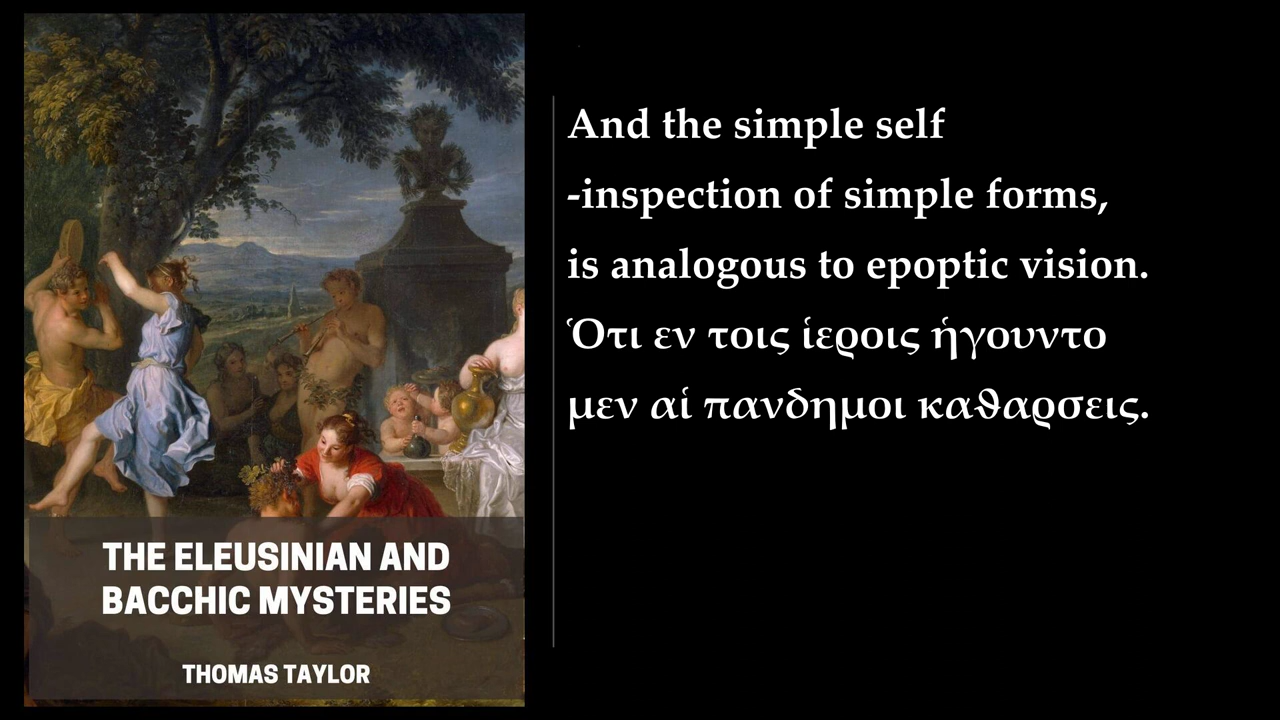 THE ELEUSINIAN AND
BACCHIC MYSTERIES
THOMAS TAYLOR
And the simple self
-inspection of simple forms,
is analogous to epoptic vision.
Ὁτι εν τοις ἱεροις ἡγουντο
μεν αἱ πανδημοι καθαρσεις.